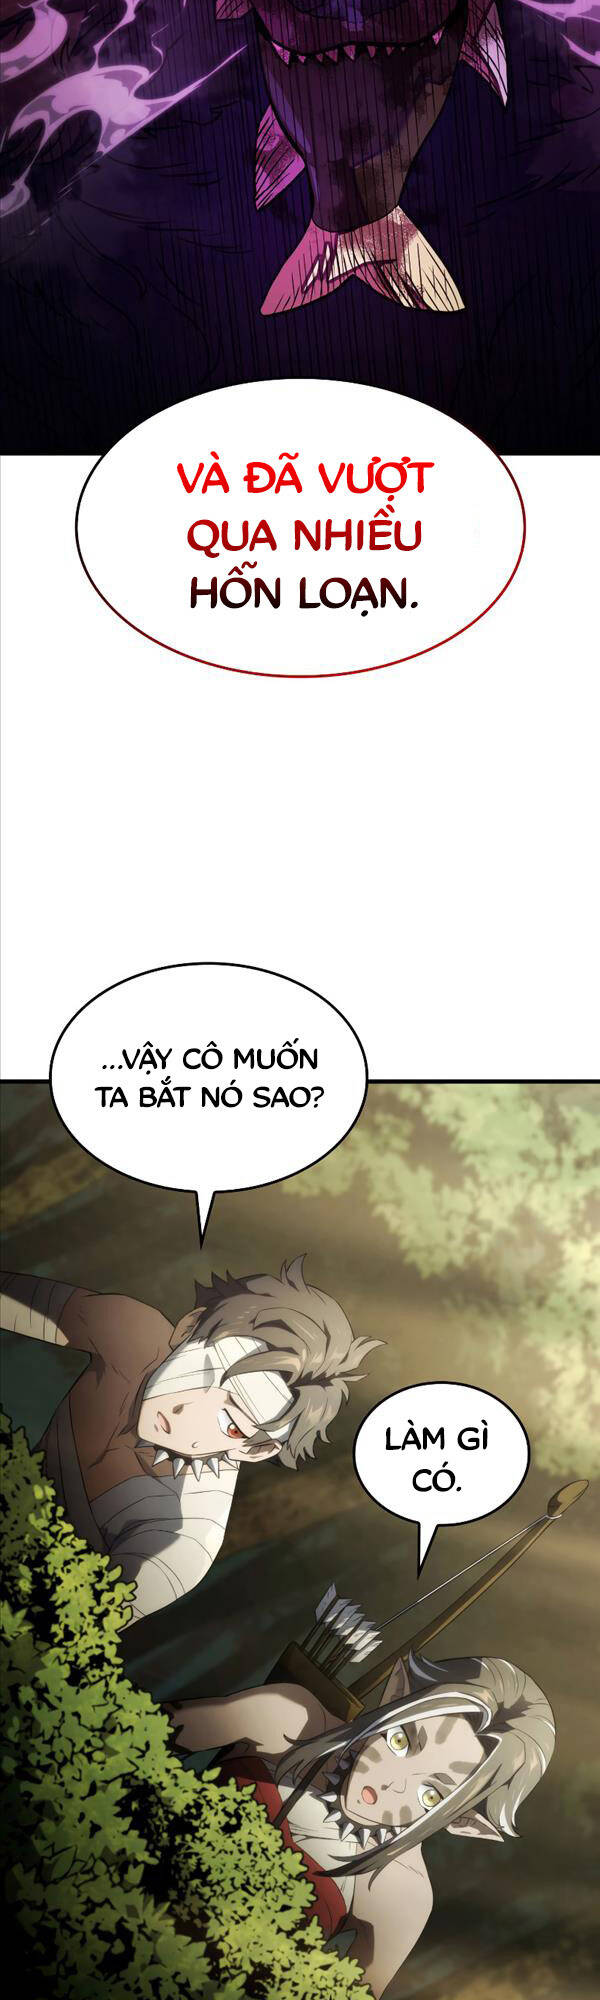 VÀ ĐÃ VƯỢT
QUA NHIỀU
HỖN LOẠN.
...VẬY CÔ MUỐN
TA BẮT NÓ SAO?
LÀM GÌ
CÓ.